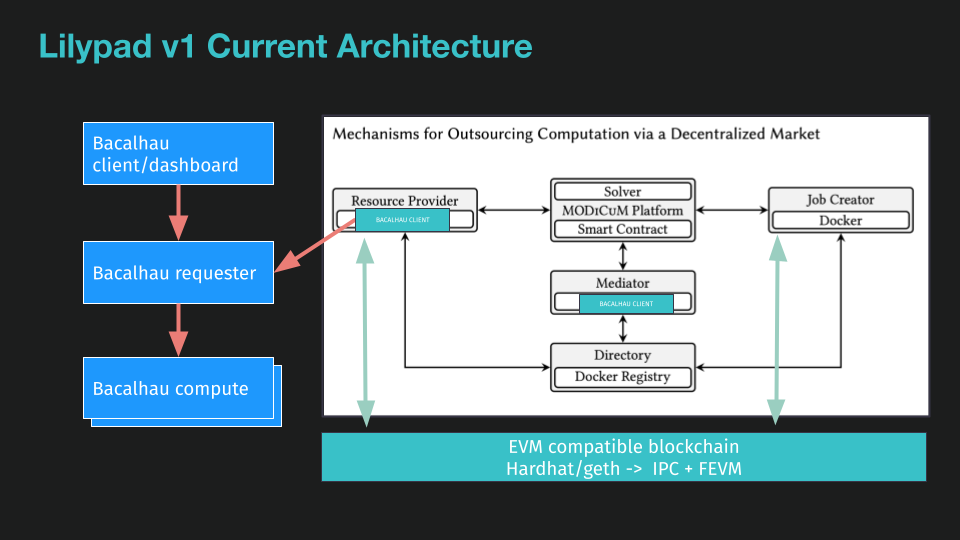 Lilypad v1 Current Architecture
Bacalhau
client/dashboard
Bacalhau requester
Bacalhau compute
Mechanisms for Outsourcing Computation via a Decentralized Market
Resource Provider
BACALHAU CLIENT
Solver
MODiCuM Platform
Smart Contract
Job Creator
Docker
Mediator
BACALHAU CLIENT
Directory
Docker Registry
EVM compatible blockchain
Hardhat/geth -> IPC + FEVM